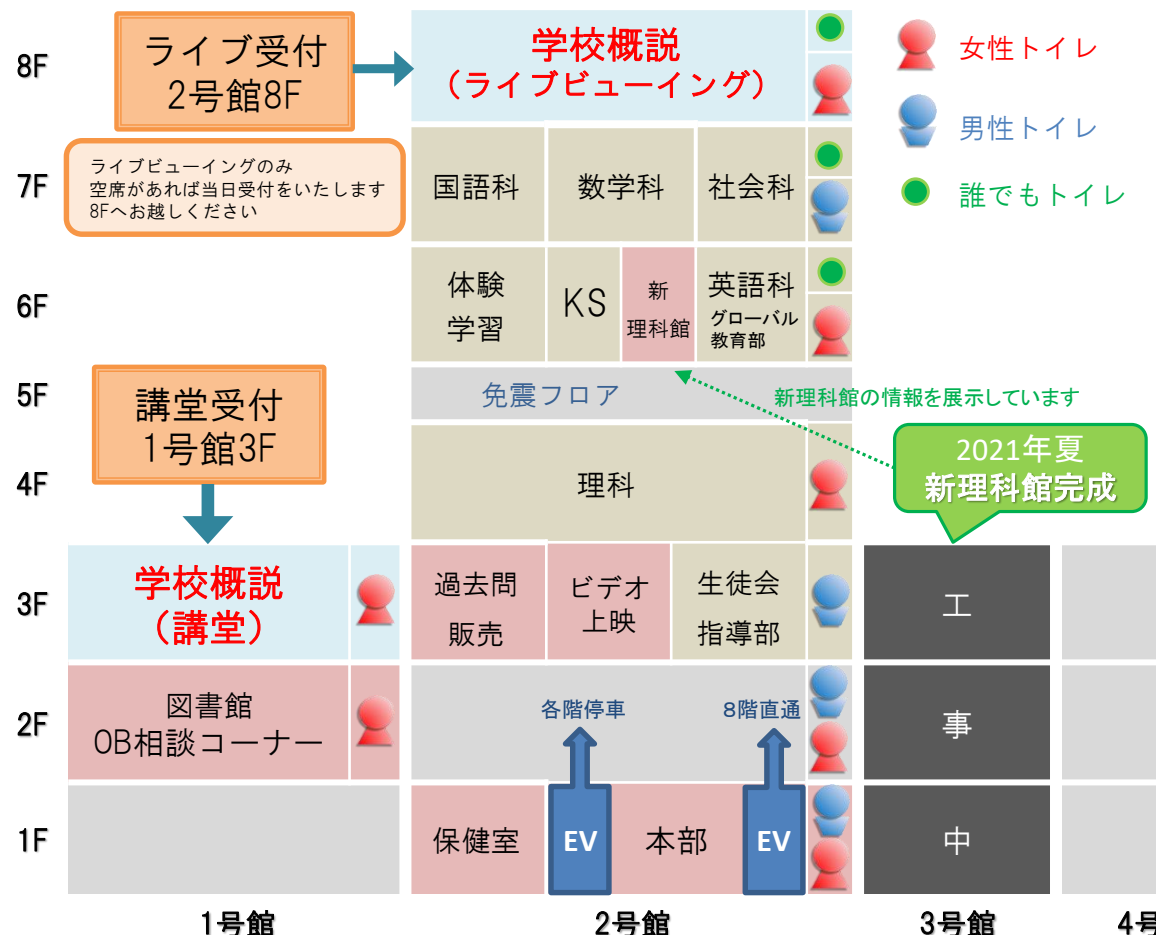 8F
ライブ受付
2号館8F
学校概説
（ライブビューイング）
女性トイレ
男性トイレ
誰でもトイレ
ライブビューイングのみ
空席があれば当日受付をいたします
8Fへお越しください
7F
国語科
数学科
社会科
6F
体験
学習
KS
新
理科館
英語科
グローバル
教育部
5F
免震フロア
新理科館の情報を展示しています
講堂受付
1号館3F
2021年夏
新理科館完成
4F
理科
3F
学校概説
（講堂）
過去問
販売
ビデオ
上映
生徒会
指導部
工
2F
図書館
OB相談コーナー
各階停車
8階直通
事
1F
保健室
EV
本部
EV
中
1号館
2号館
3号館
4号